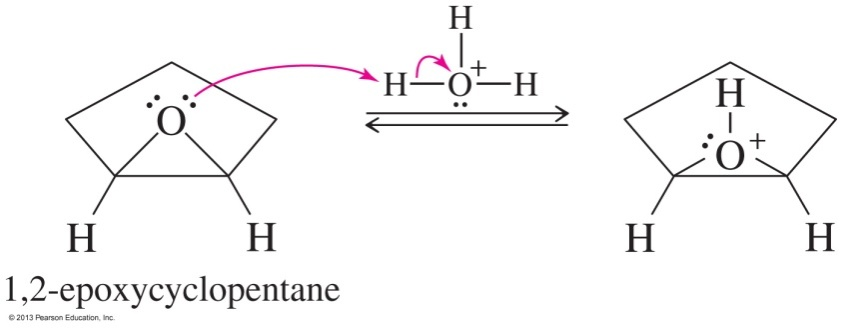 H
H—O⁺—H
H
O
O⁺
H
H
H
H
1,2-epoxycyclopentane
© 2013 Pearson Education, Inc.